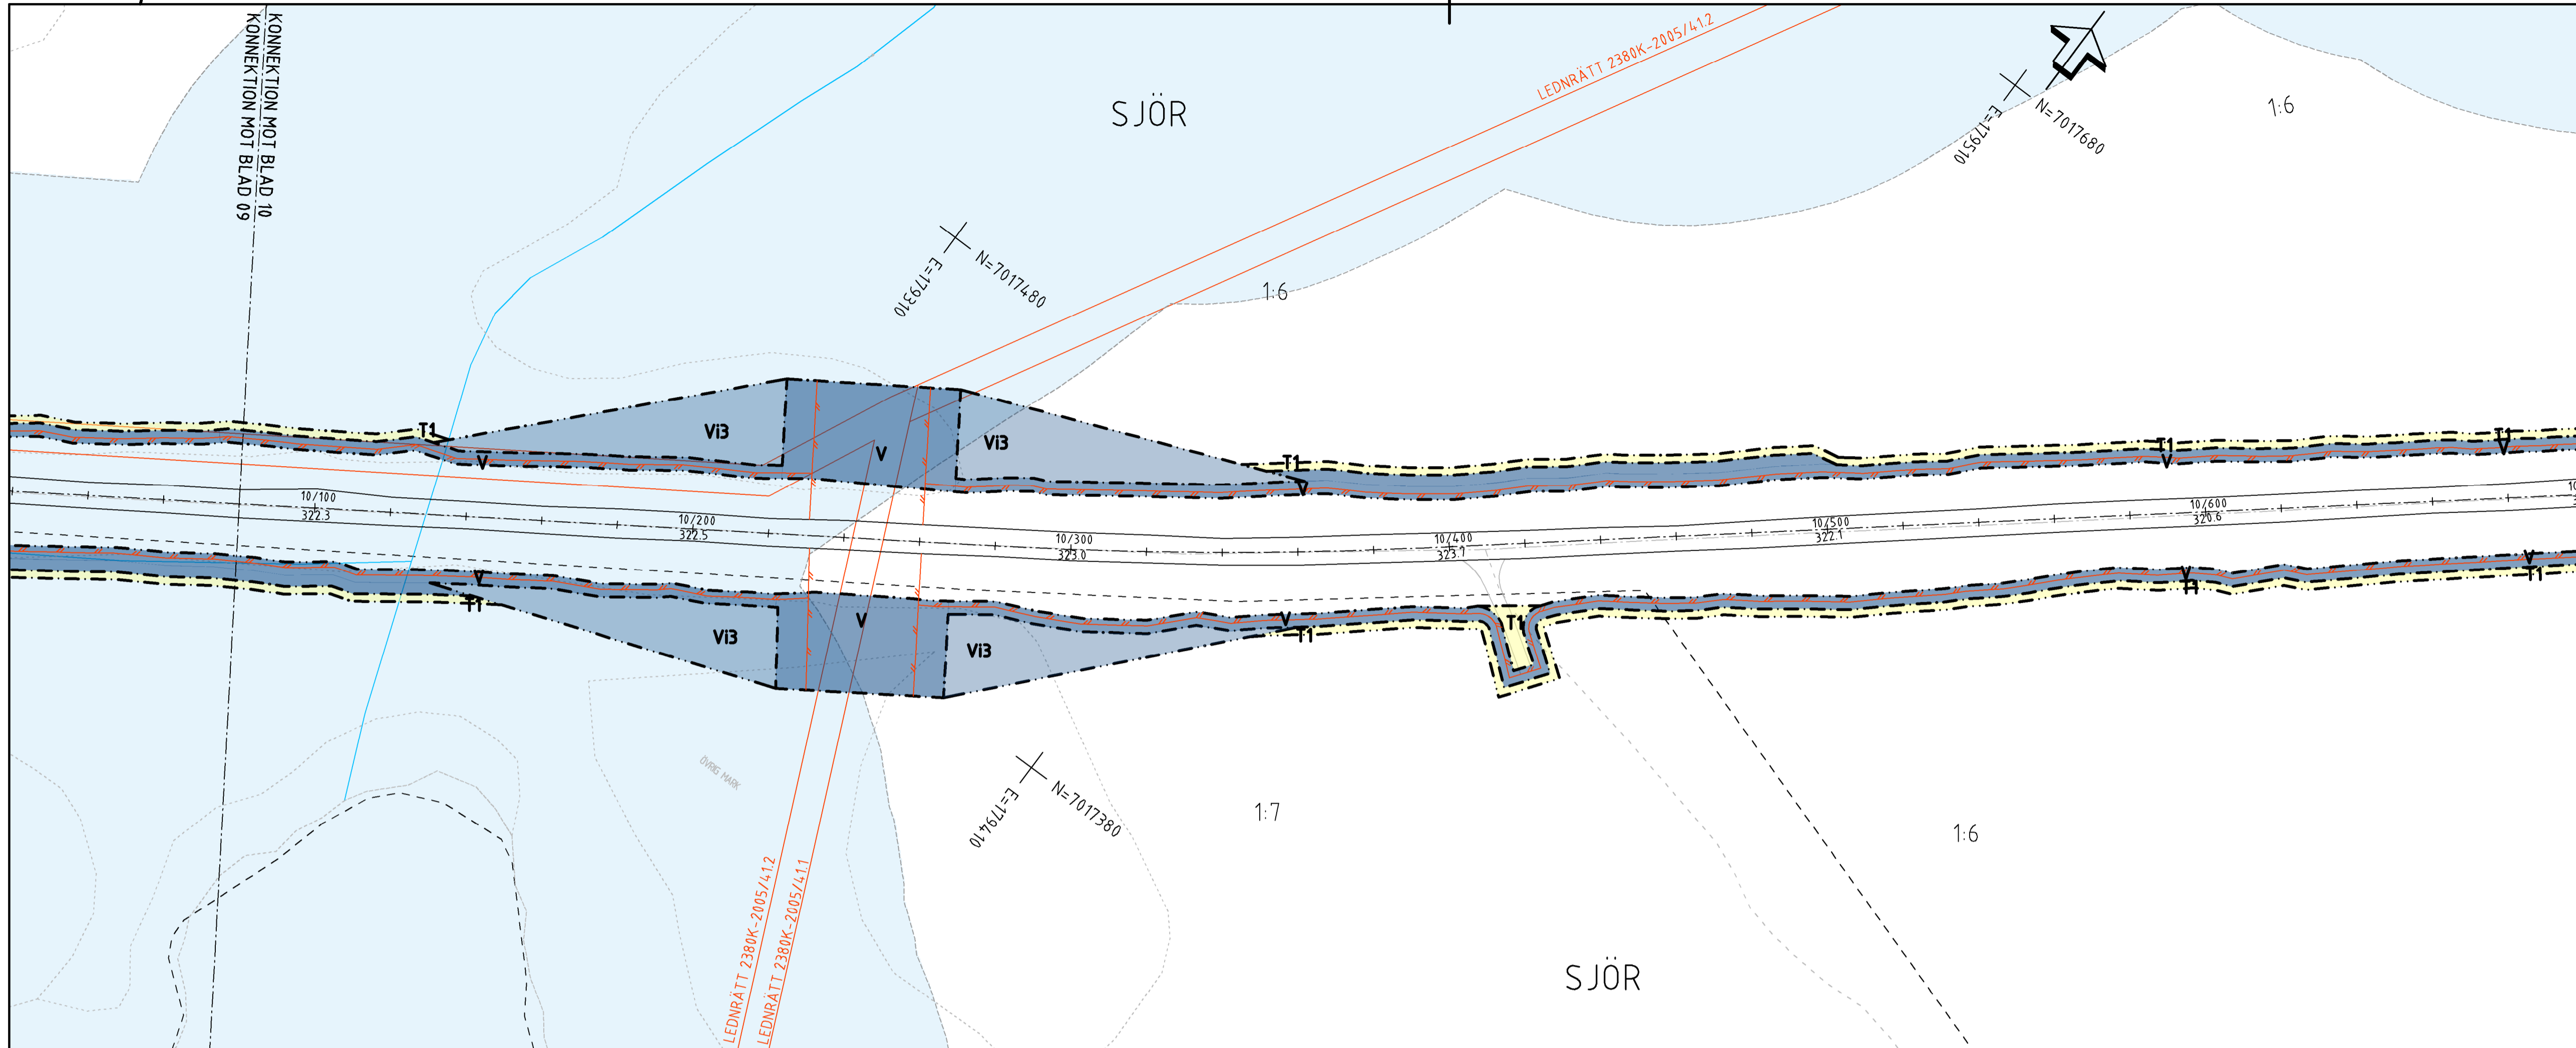 KONNEKTION MOT BLAD 10
KONNEKTION MOT BLAD 09
SJÖR
LEDNRÄTT 2380K-2005/41.2
E=179510
N=7017680
1:6
E=179310
N=7017480
1:6
T1
V
Vi3
V
Vi3
T1
V
T1
V
T1
V
10/100
322.3
10/200
322.5
10/300
323.0
10/400
323.7
10/500
322.1
10/600
320.6
V
T1
Vi3
V
Vi3
V
T1
T1
V
T1
V
T1
ÖVRIG MARK
E=179410
N=7017380
1:7
1:6
LEDNRÄTT 2380K-2005/41.2
LEDNRÄTT 2380K-2005/41.1
SJÖR